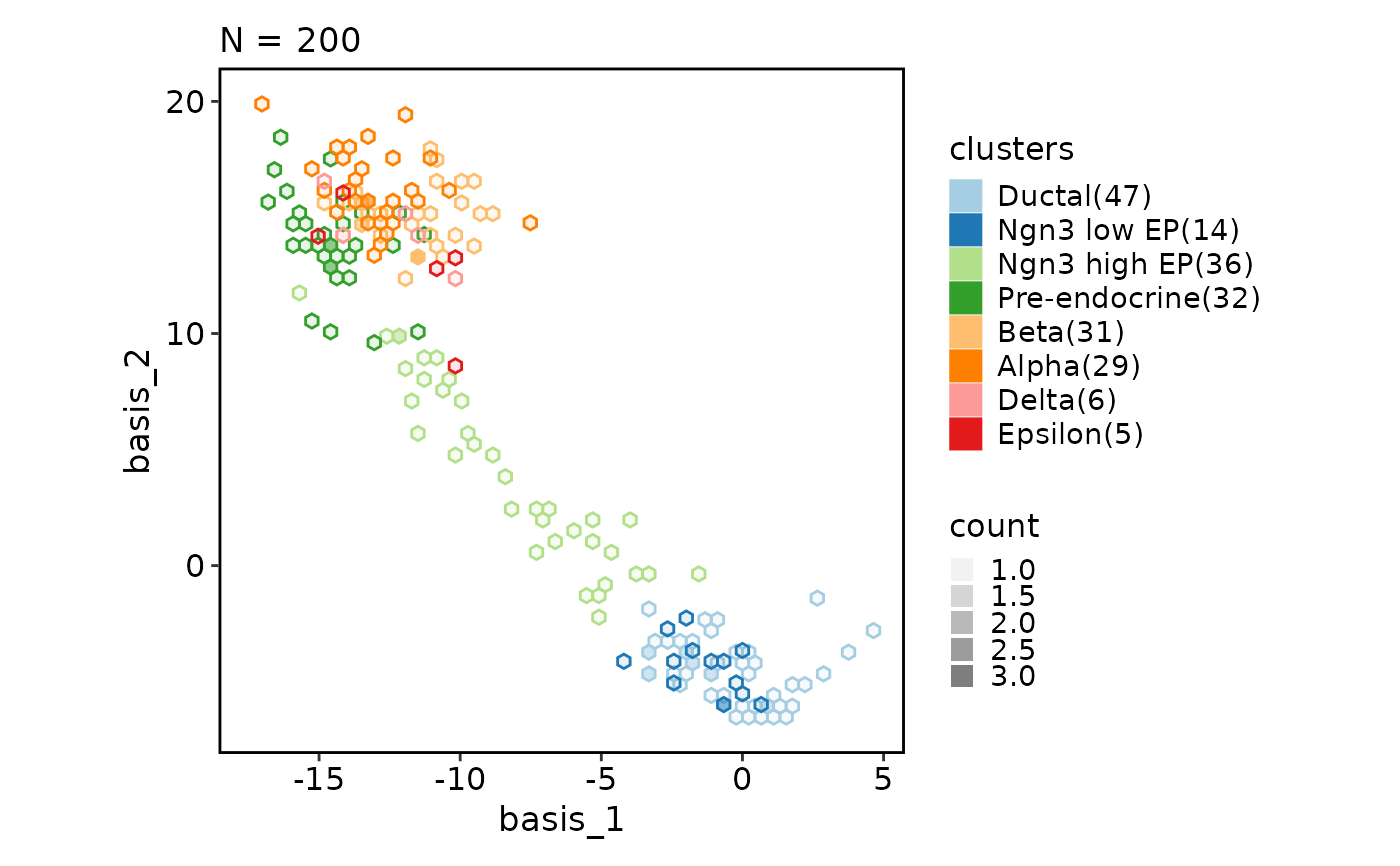 N = 200
20
10
0
basis_2
-15
-10
-5
0
5
basis_1
clusters
Ductal(47)
Ngn3 low EP(14)
Ngn3 high EP(36)
Pre-endocrine(32)
Beta(31)
Alpha(29)
Delta(6)
Epsilon(5)
count
1.0
1.5
2.0
2.5
3.0